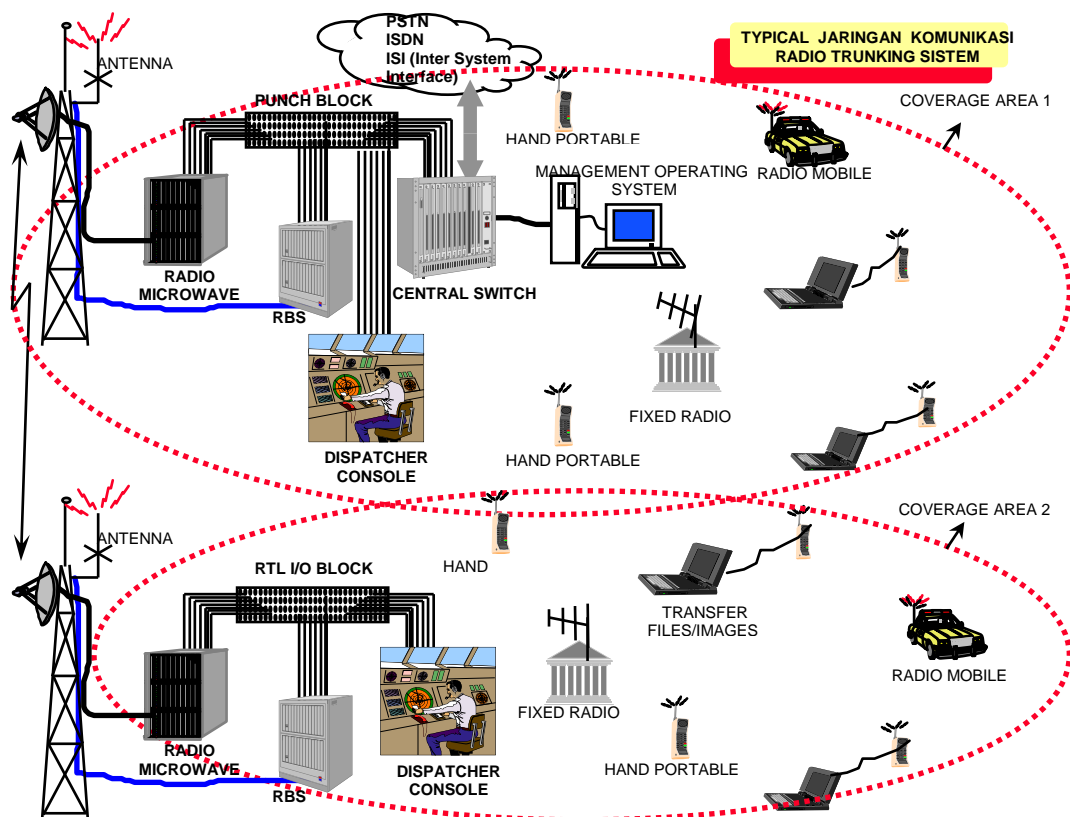 PSTN
ISDN
ISI (Inter System
Interface)
TYPICAL JARINGAN KOMUNIKASI
RADIO TRUNKING SISTEM
ANTENNA
COVERAGE AREA 1
PUNCH BLOCK
HAND PORTABLE
RADIO MOBILE
MANAGEMENT OPERATING
SYSTEM
RADIO
MICROWAVE
RBS
CENTRAL SWITCH
FIXED RADIO
DISPATCHER
CONSOLE
HAND PORTABLE
COVERAGE AREA 2
ANTENNA
RTL I/O BLOCK
HAND
TRANSFER
FILES/IMAGES
RADIO MOBILE
FIXED RADIO
RADIO
MICROWAVE
RBS
DISPATCHER
CONSOLE
HAND PORTABLE